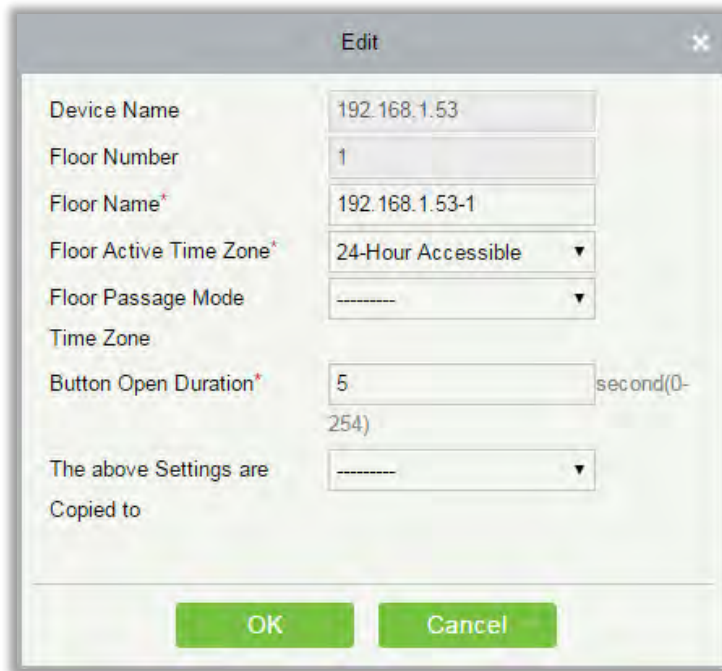 Edit ×
Device Name 192.168.1.53
Floor Number 1
Floor Name* 192.168.1.53-1
Floor Active Time Zone* 24-Hour Accessible
Floor Passage Mode ---------
Time Zone
Button Open Duration* 5 second(0-
254)
The above Settings are ---------
Copied to
OK Cancel